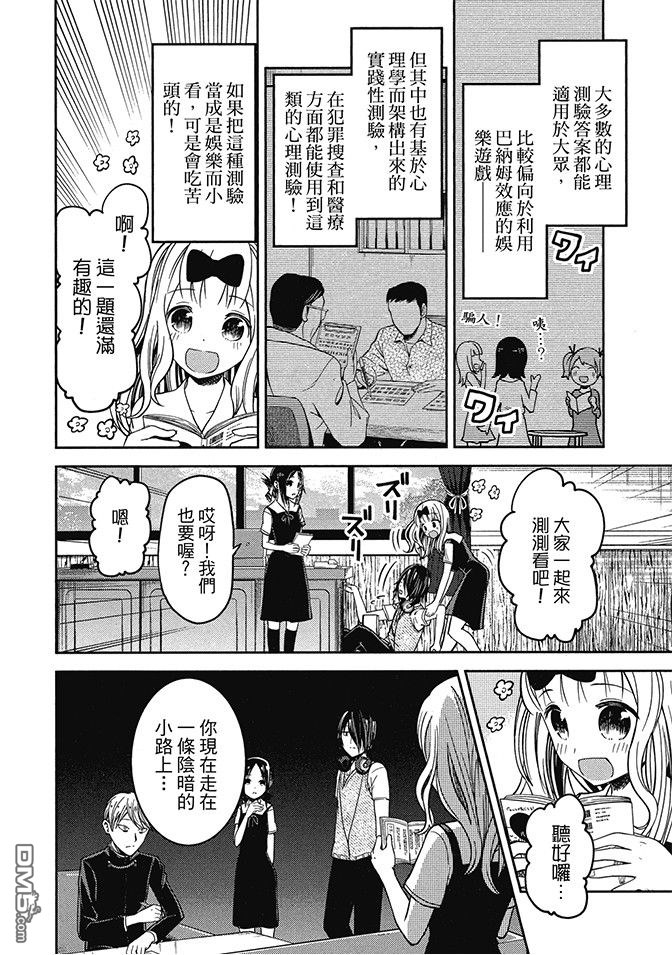 大多數的心理
測驗答案都能
適用於大眾，
比較偏向於利用
巴納姆效應的娛
樂遊戲——
ワイ
咦…?
騙人！
ワイ
但其中也有基於心
理學而架構出來的
實踐性測驗，
在犯罪搜查和醫療
方面都能使用到這
類的心理測驗！
如果把這種測驗
當成是娛樂而小
看，可是會吃苦
頭的！
啊！
這一題還滿
有趣的！
大家一起來
測測看吧！
哎呀！我們
也要喔？
嗯！
聽好囉…
你現在走在
一條陰暗的
小路上…
DM5.com